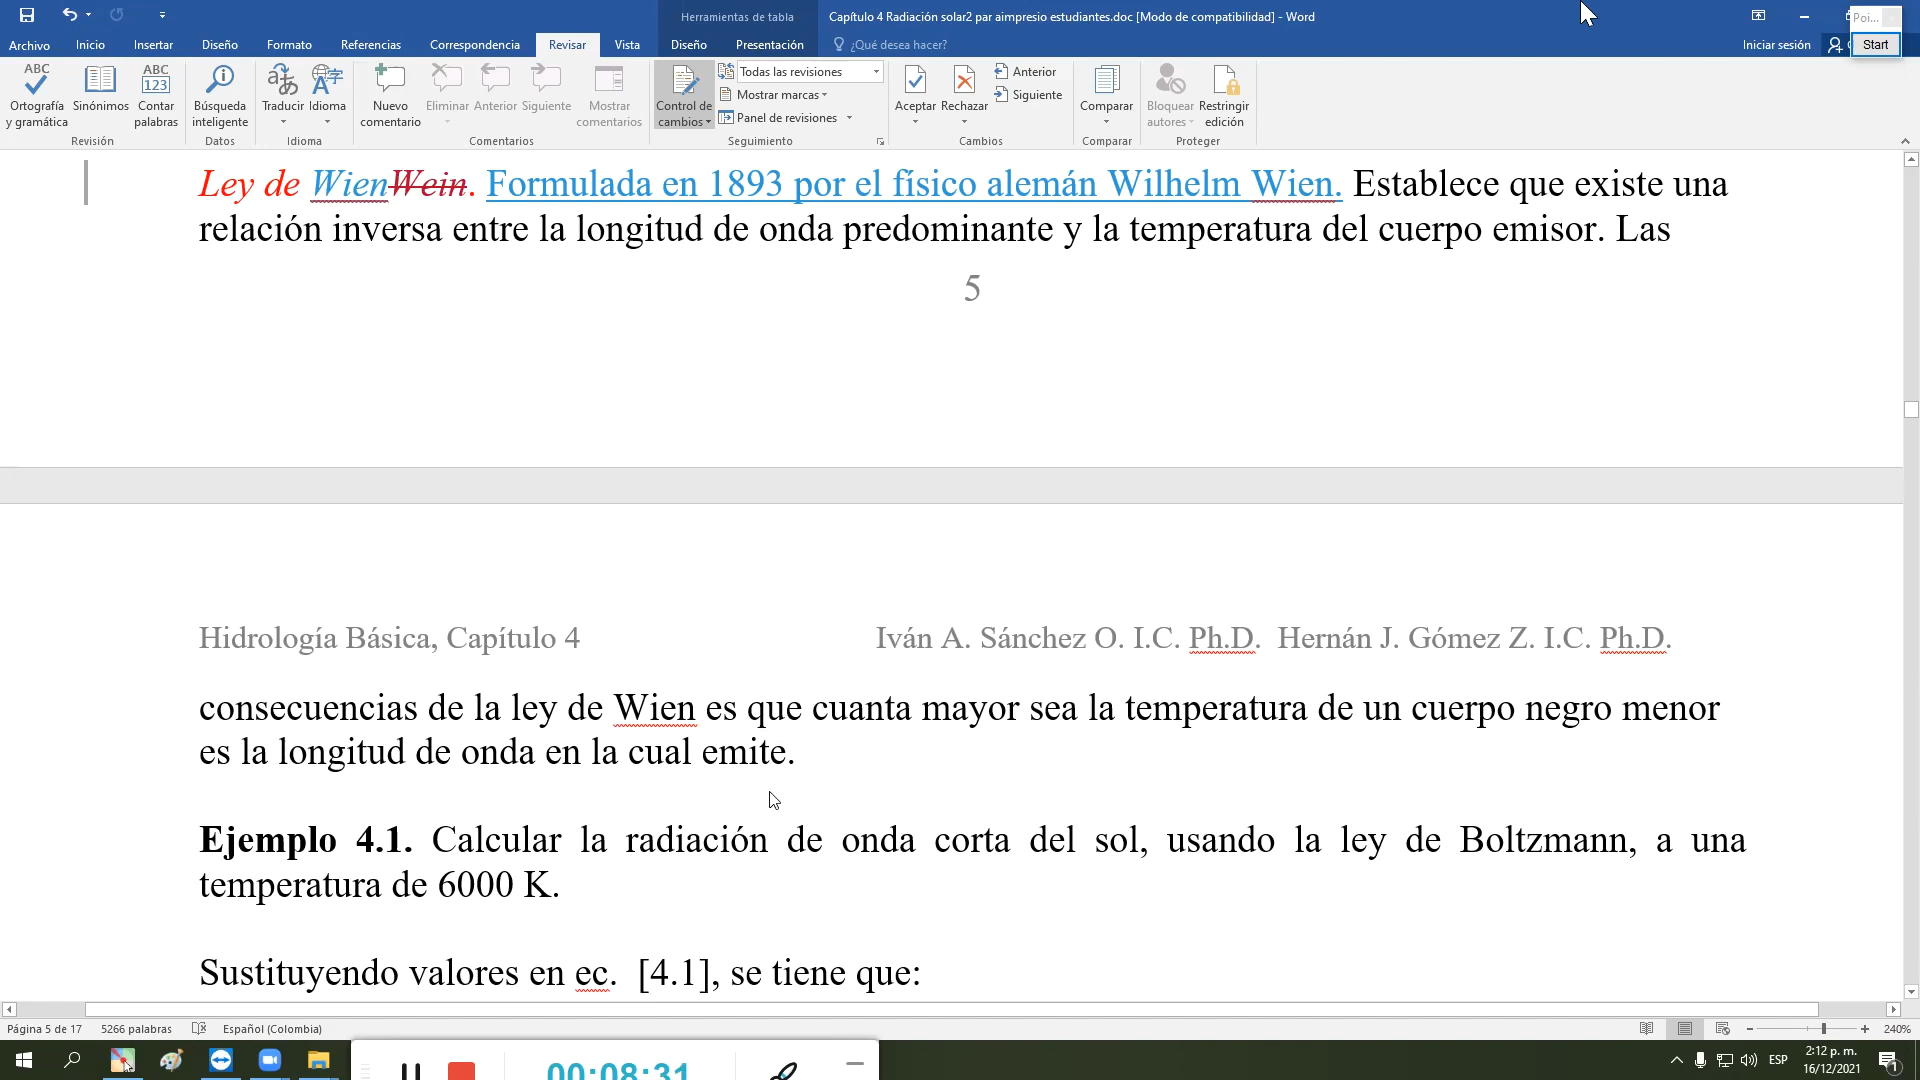 Herramientas de tabla
Capítulo 4 Radiación solar2 par aimpresio estudiantes.doc [Modo de compatibilidad] - Word
Poi...
Archivo Inicio Insertar Diseño Formato Referencias Correspondencia Revisar Vista Diseño Presentación ¿Qué desea hacer? Iniciar sesión Start
ABC Ortografía y gramática
Sinónimos
ABC 123 Contar palabras
Búsqueda inteligente
Traducir
Idioma
Nuevo comentario
Eliminar
Anterior
Siguiente
Mostrar comentarios
Control de cambios
Todas las revisiones
Mostrar marcas
Panel de revisiones
Aceptar
Rechazar
Anterior
Siguiente
Comparar
Bloquear autores
Restringir edición
Revisión Datos Idioma Comentarios Seguimiento Cambios Comparar Proteger
Ley de WienWein. Formulada en 1893 por el físico alemán Wilhelm Wien. Establece que existe una
relación inversa entre la longitud de onda predominante y la temperatura del cuerpo emisor. Las
5
Hidrología Básica, Capítulo 4 Iván A. Sánchez O. I.C. Ph.D. Hernán J. Gómez Z. I.C. Ph.D.
consecuencias de la ley de Wien es que cuanta mayor sea la temperatura de un cuerpo negro menor
es la longitud de onda en la cual emite.
Ejemplo 4.1. Calcular la radiación de onda corta del sol, usando la ley de Boltzmann, a una
temperatura de 6000 K.
Sustituyendo valores en ec. [4.1], se tiene que:
Página 5 de 17 5266 palabras Español (Colombia) 240%
00:08:31
ESP
2:12 p. m.
16/12/2021
1